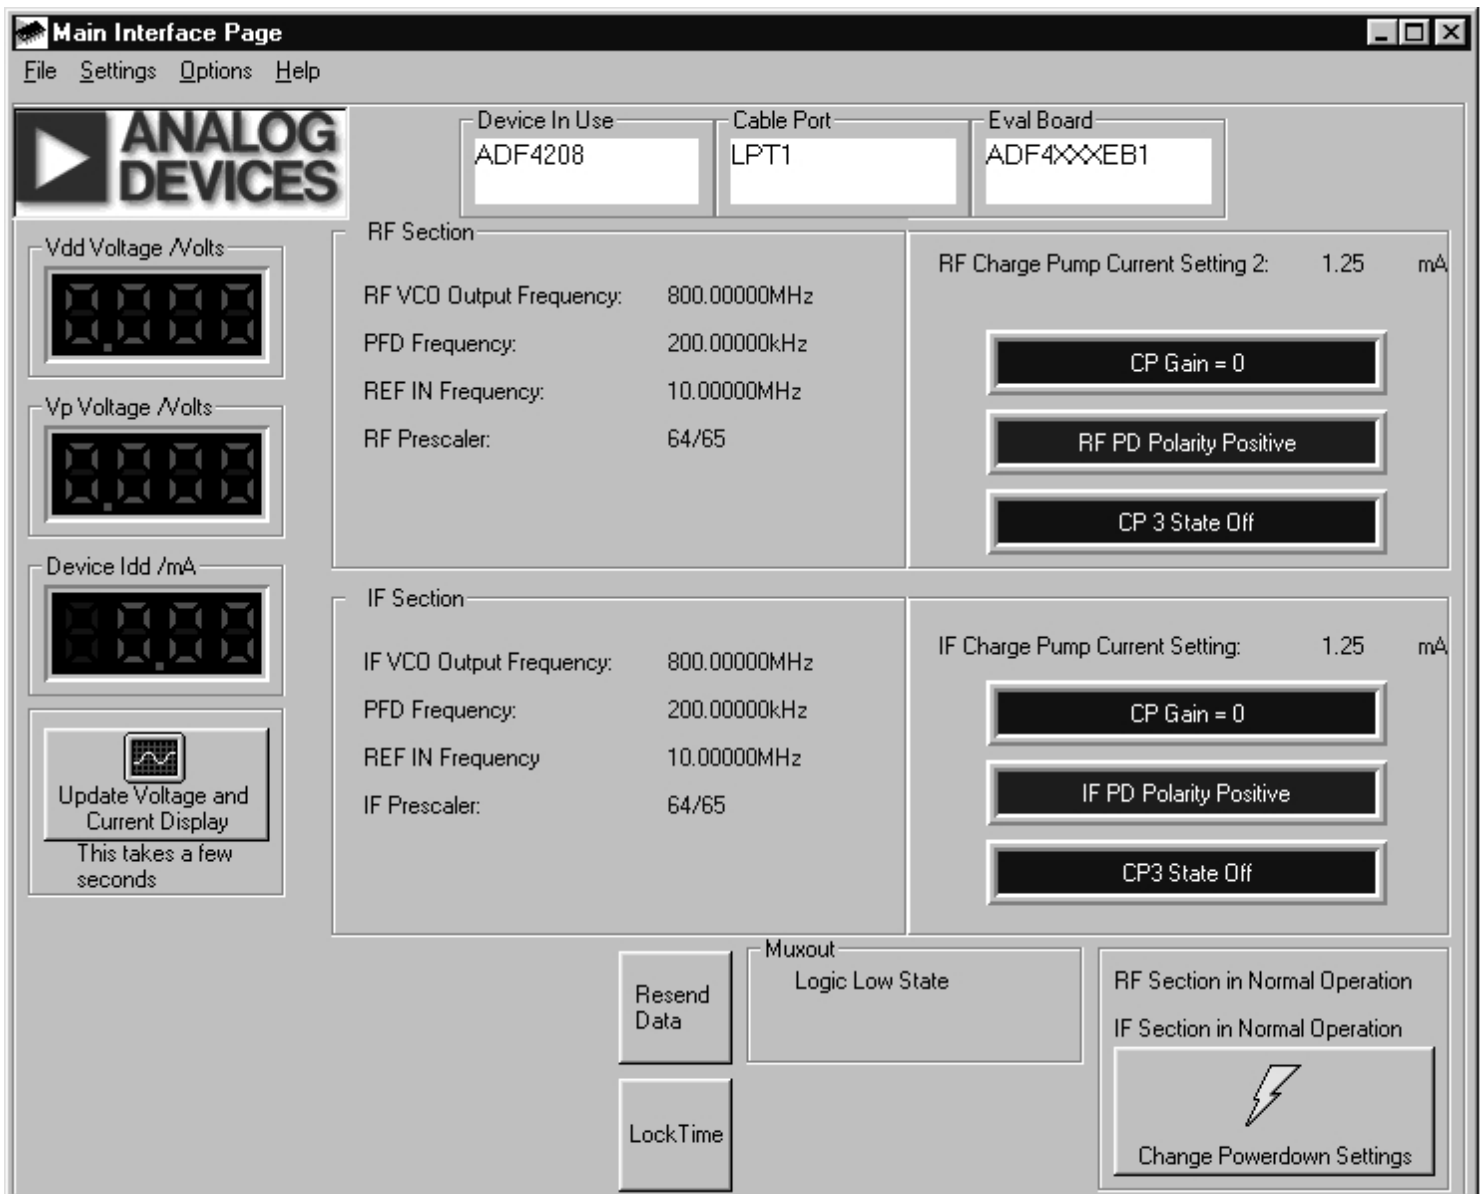 Main Interface Page
File Settings Options Help
ANALOG
DEVICES
Device In Use
ADF4208
Cable Port
LPT1
Eval Board
ADF4XXXEB1
Vdd Voltage /Volts
Vp Voltage /Volts
Device Idd /mA
Update Voltage and
Current Display
This takes a few
seconds
RF Section
RF VCO Output Frequency: 800.00000MHz
PFD Frequency: 200.00000kHz
REF IN Frequency: 10.00000MHz
RF Prescaler: 64/65
RF Charge Pump Current Setting 2: 1.25 mA
CP Gain = 0
RF PD Polarity Positive
CP 3 State Off
IF Section
IF VCO Output Frequency: 800.00000MHz
PFD Frequency: 200.00000kHz
REF IN Frequency 10.00000MHz
IF Prescaler: 64/65
IF Charge Pump Current Setting: 1.25 mA
CP Gain = 0
IF PD Polarity Positive
CP3 State Off
Resend
Data
LockTime
Muxout
Logic Low State
RF Section in Normal Operation
IF Section in Normal Operation
Change Powerdown Settings